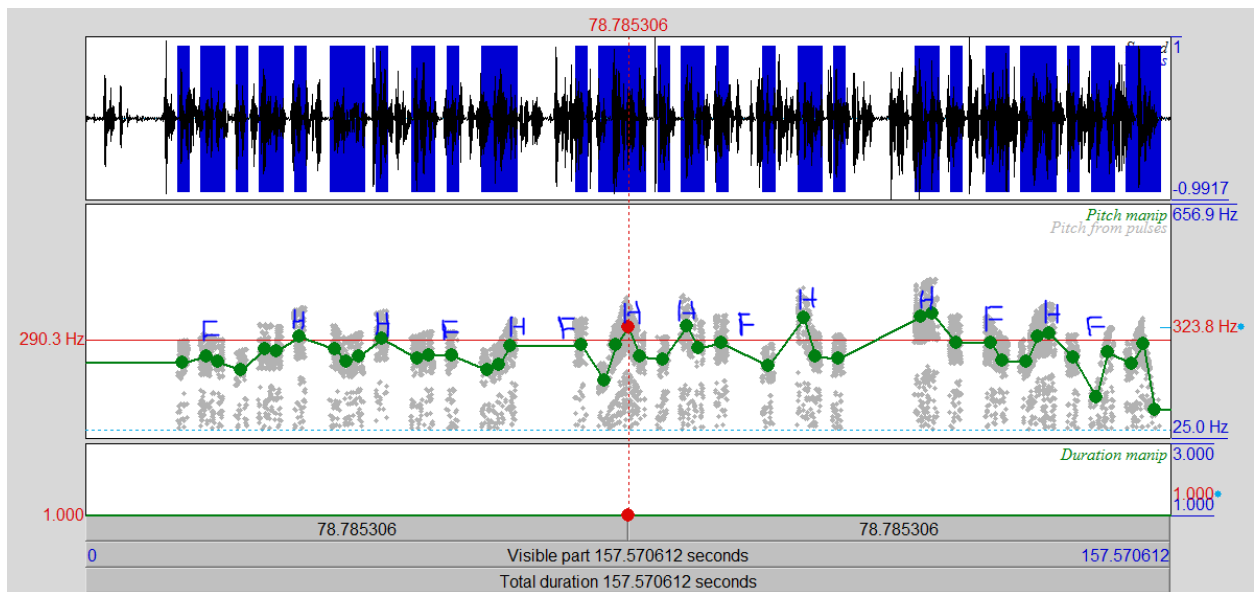 78.785306
1
-0.9917
Pitch manip
656.9 Hz
Pitch from pulses
F H H F H F H H F H H F H F
290.3 Hz
323.8 Hz
25.0 Hz
Duration manip
3.000
1.000
1.000
1.000
78.785306 78.785306
0 Visible part 157.570612 seconds 157.570612
Total duration 157.570612 seconds